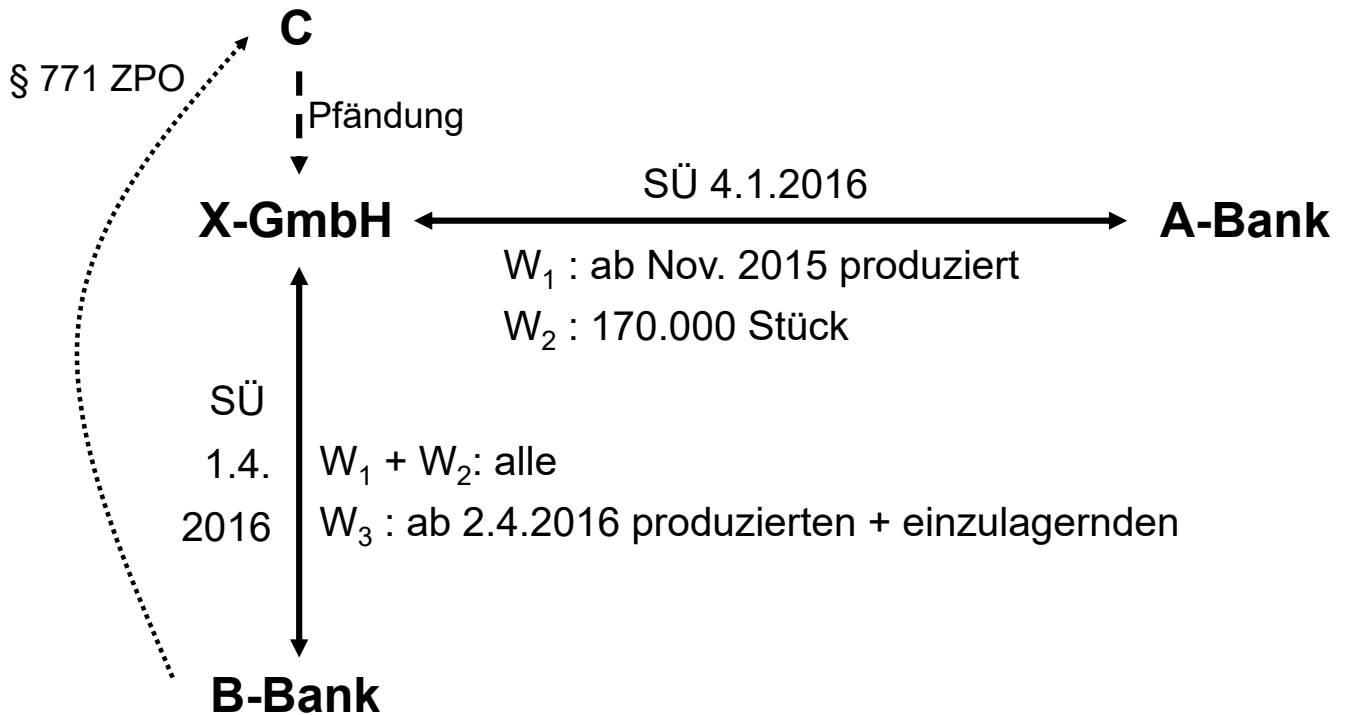 C
§ 771 ZPO
Pfändung
SÜ 4.1.2016
X-GmbH
A-Bank
W₁ : ab Nov. 2015 produziert
W₂ : 170.000 Stück
SÜ
1.4.
2016
W₁ + W₂: alle
W₃ : ab 2.4.2016 produzierten + einzulagernden
B-Bank